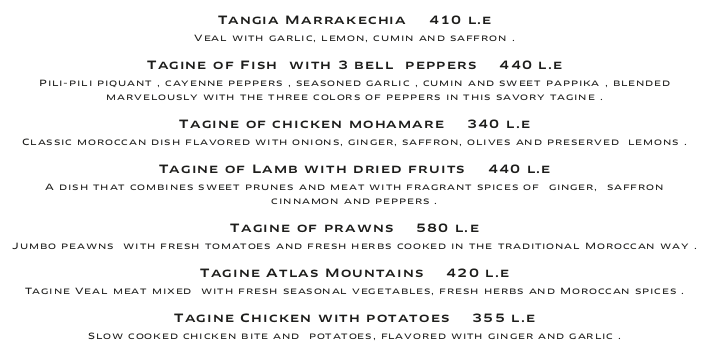 Tangia Marrakechia 410 L.E
Veal with garlic, lemon, cumin and saffron .
Tagine of Fish with 3 bell peppers 440 L.E
Pili-pili piquant , cayenne peppers , seasoned garlic , cumin and sweet pappika , blended
marvelously with the three colors of peppers in this savory tagine .
Tagine of chicken mohamare 340 L.E
Classic moroccan dish flavored with onions, ginger, saffron, olives and preserved lemons .
Tagine of Lamb with dried fruits 440 L.E
A dish that combines sweet prunes and meat with fragrant spices of ginger, saffron
cinnamon and peppers .
Tagine of prawns 580 L.E
Jumbo peawns with fresh tomatoes and fresh herbs cooked in the traditional Moroccan way .
Tagine Atlas Mountains 420 L.E
Tagine Veal meat mixed with fresh seasonal vegetables, fresh herbs and Moroccan spices .
Tagine Chicken with potatoes 355 L.E
Slow cooked chicken bite and potatoes, flavored with ginger and garlic .